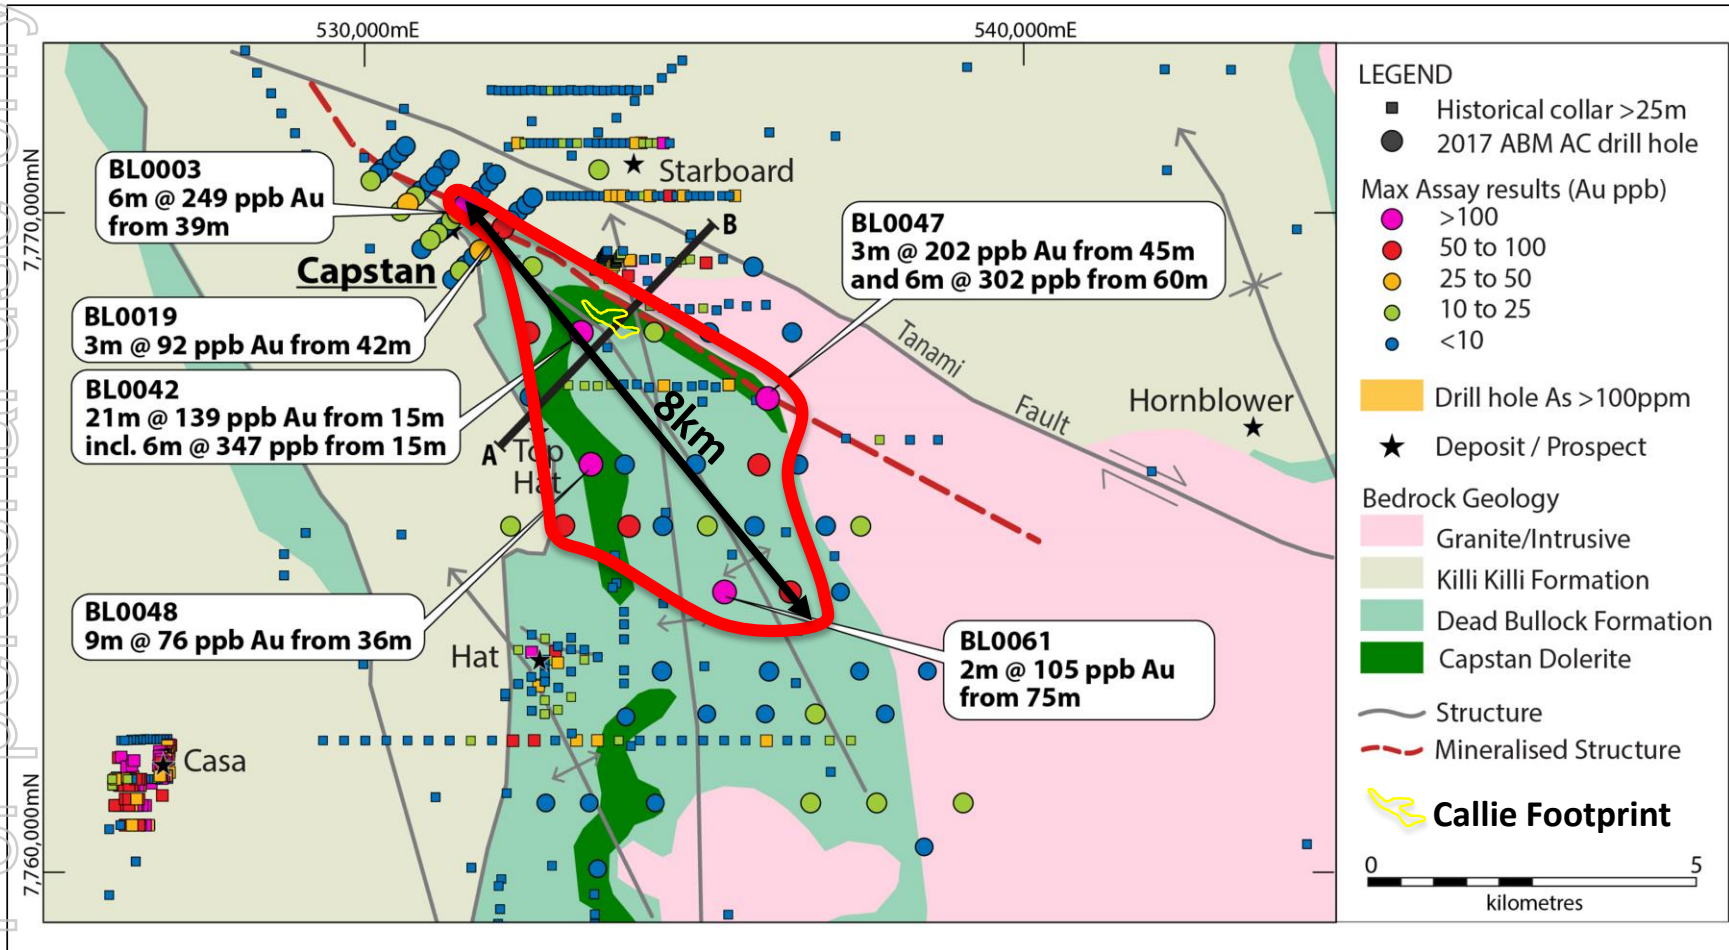 530,000mE
540,000mE
7,770,000mN
7,760,000mN
For personal use only
BL0003
6m @ 249 ppb Au
from 39m
Starboard
B
BL0047
3m @ 202 ppb Au from 45m
and 6m @ 302 ppb from 60m
Capstan
BL0019
3m @ 92 ppb Au from 42m
BL0042
21m @ 139 ppb Au from 15m
incl. 6m @ 347 ppb from 15m
Tanami
Fault
Hornblower
8km
A
Top
Hat
BL0048
9m @ 76 ppb Au from 36m
Hat
BL0061
2m @ 105 ppb Au
from 75m
Casa
LEGEND
Historical collar >25m
2017 ABM AC drill hole
Max Assay results (Au ppb)
>100
50 to 100
25 to 50
10 to 25
<10
Drill hole As >100ppm
Deposit / Prospect
Bedrock Geology
Granite/Intrusive
Killi Killi Formation
Dead Bullock Formation
Capstan Dolerite
Structure
Mineralised Structure
Callie Footprint
0 5
kilometres